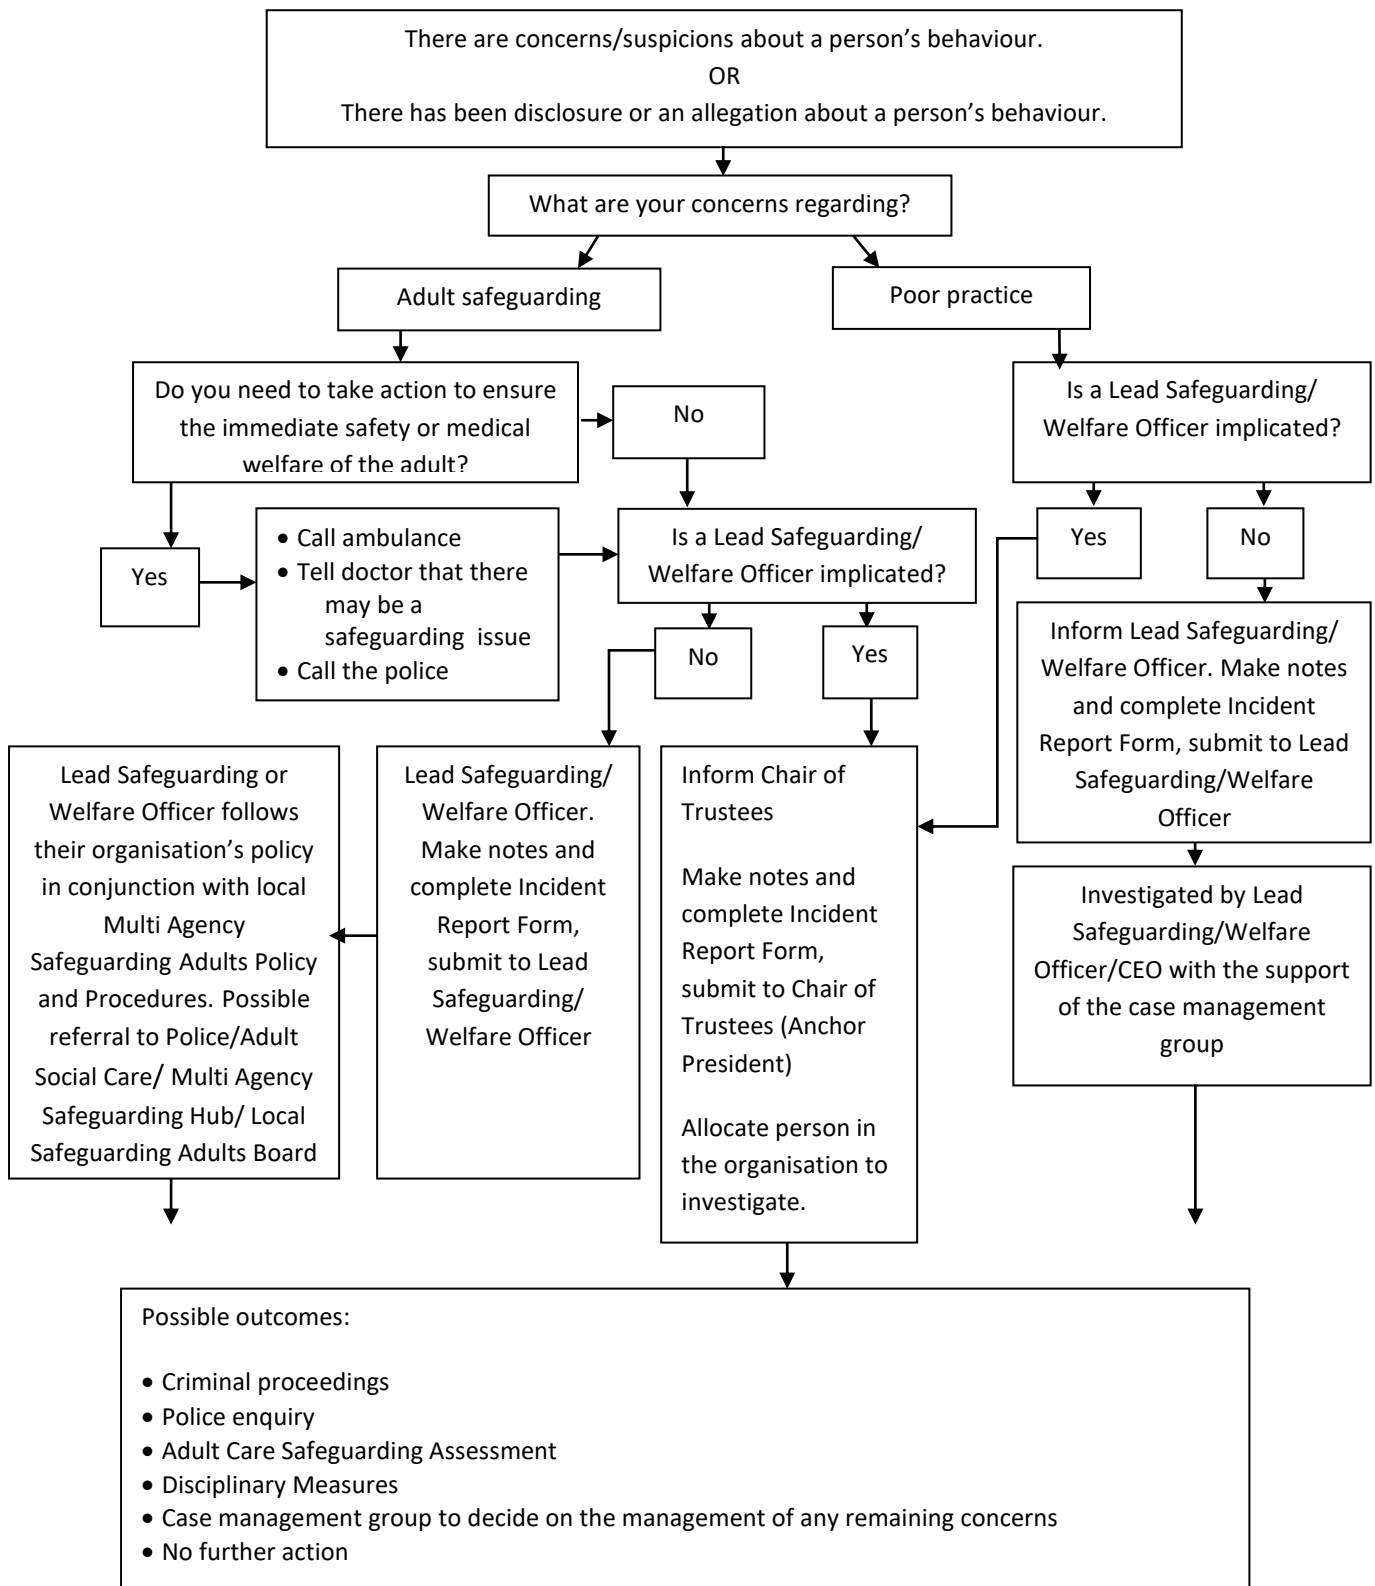 There are concerns/suspicions about a person’s behaviour.
OR
There has been disclosure or an allegation about a person’s behaviour.
What are your concerns regarding?
Adult safeguarding
Poor practice
Do you need to take action to ensure
the immediate safety or medical
welfare of the adult?
No
Is a Lead Safeguarding/
Welfare Officer implicated?
Yes
• Call ambulance
• Tell doctor that there
may be a
safeguarding issue
• Call the police
Is a Lead Safeguarding/
Welfare Officer implicated?
Yes
No
No
Yes
Inform Lead Safeguarding/
Welfare Officer. Make notes
and complete Incident
Report Form, submit to Lead
Safeguarding/Welfare
Officer
Lead Safeguarding or
Welfare Officer follows
their organisation’s policy
in conjunction with local
Multi Agency
Safeguarding Adults Policy
and Procedures. Possible
referral to Police/Adult
Social Care/ Multi Agency
Safeguarding Hub/ Local
Safeguarding Adults Board
Lead Safeguarding/
Welfare Officer.
Make notes and
complete Incident
Report Form,
submit to Lead
Safeguarding/
Welfare Officer
Inform Chair of
Trustees
Make notes and
complete Incident
Report Form,
submit to Chair of
Trustees (Anchor
President)
Allocate person in
the organisation to
investigate.
Investigated by Lead
Safeguarding/Welfare
Officer/CEO with the support
of the case management
group
Possible outcomes:
• Criminal proceedings
• Police enquiry
• Adult Care Safeguarding Assessment
• Disciplinary Measures
• Case management group to decide on the management of any remaining concerns
• No further action